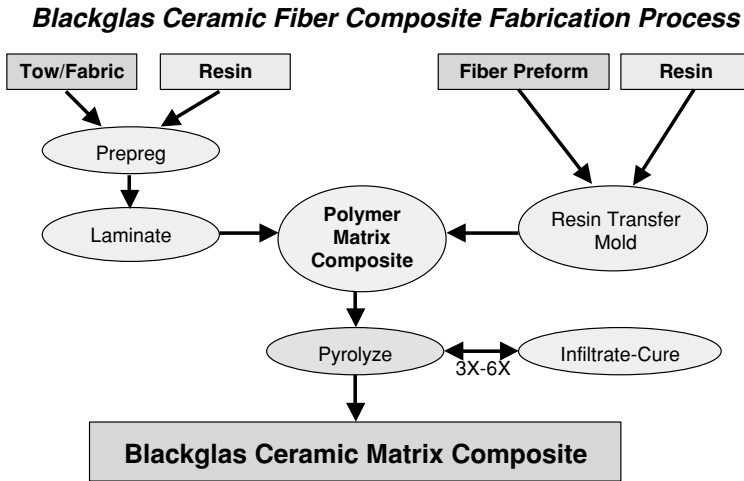 Blackglas Ceramic Fiber Composite Fabrication Process
Tow/Fabric
Resin
Fiber Preform
Resin
Prepreg
Laminate
Polymer
Matrix
Composite
Resin Transfer
Mold
Pyrolyze
3X-6X
Infiltrate-Cure
Blackglas Ceramic Matrix Composite